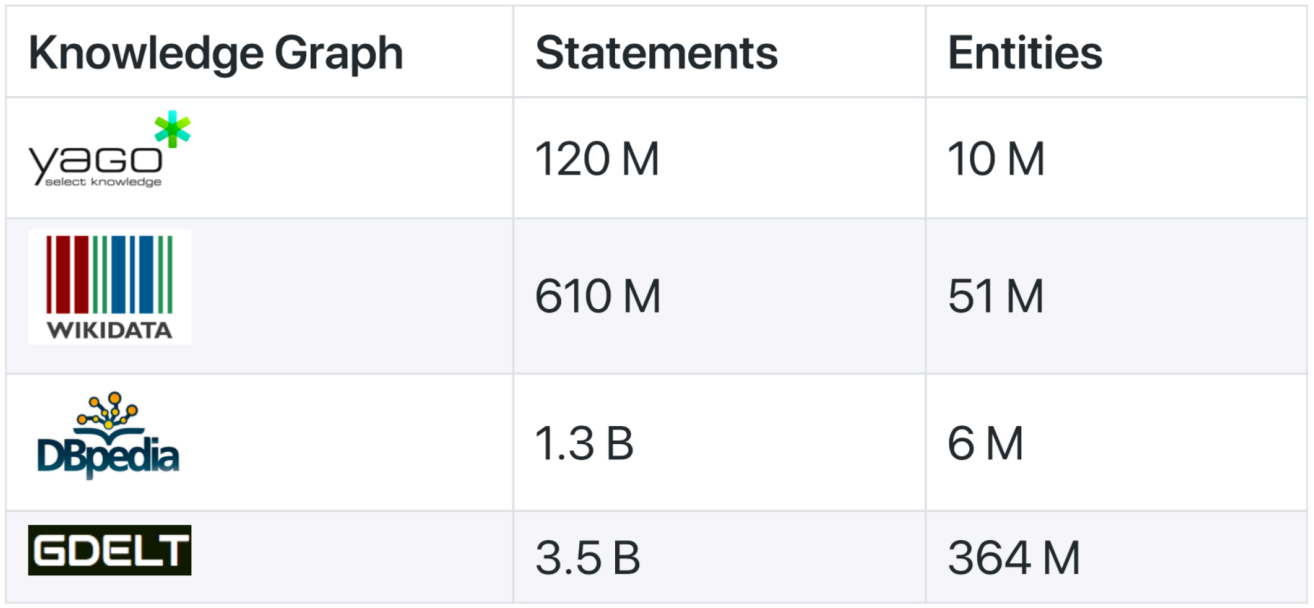 Knowledge Graph Statements Entities
yago select knowledge 120 M 10 M
WIKIDATA 610 M 51 M
DBpedia 1.3 B 6 M
GDELT 3.5 B 364 M